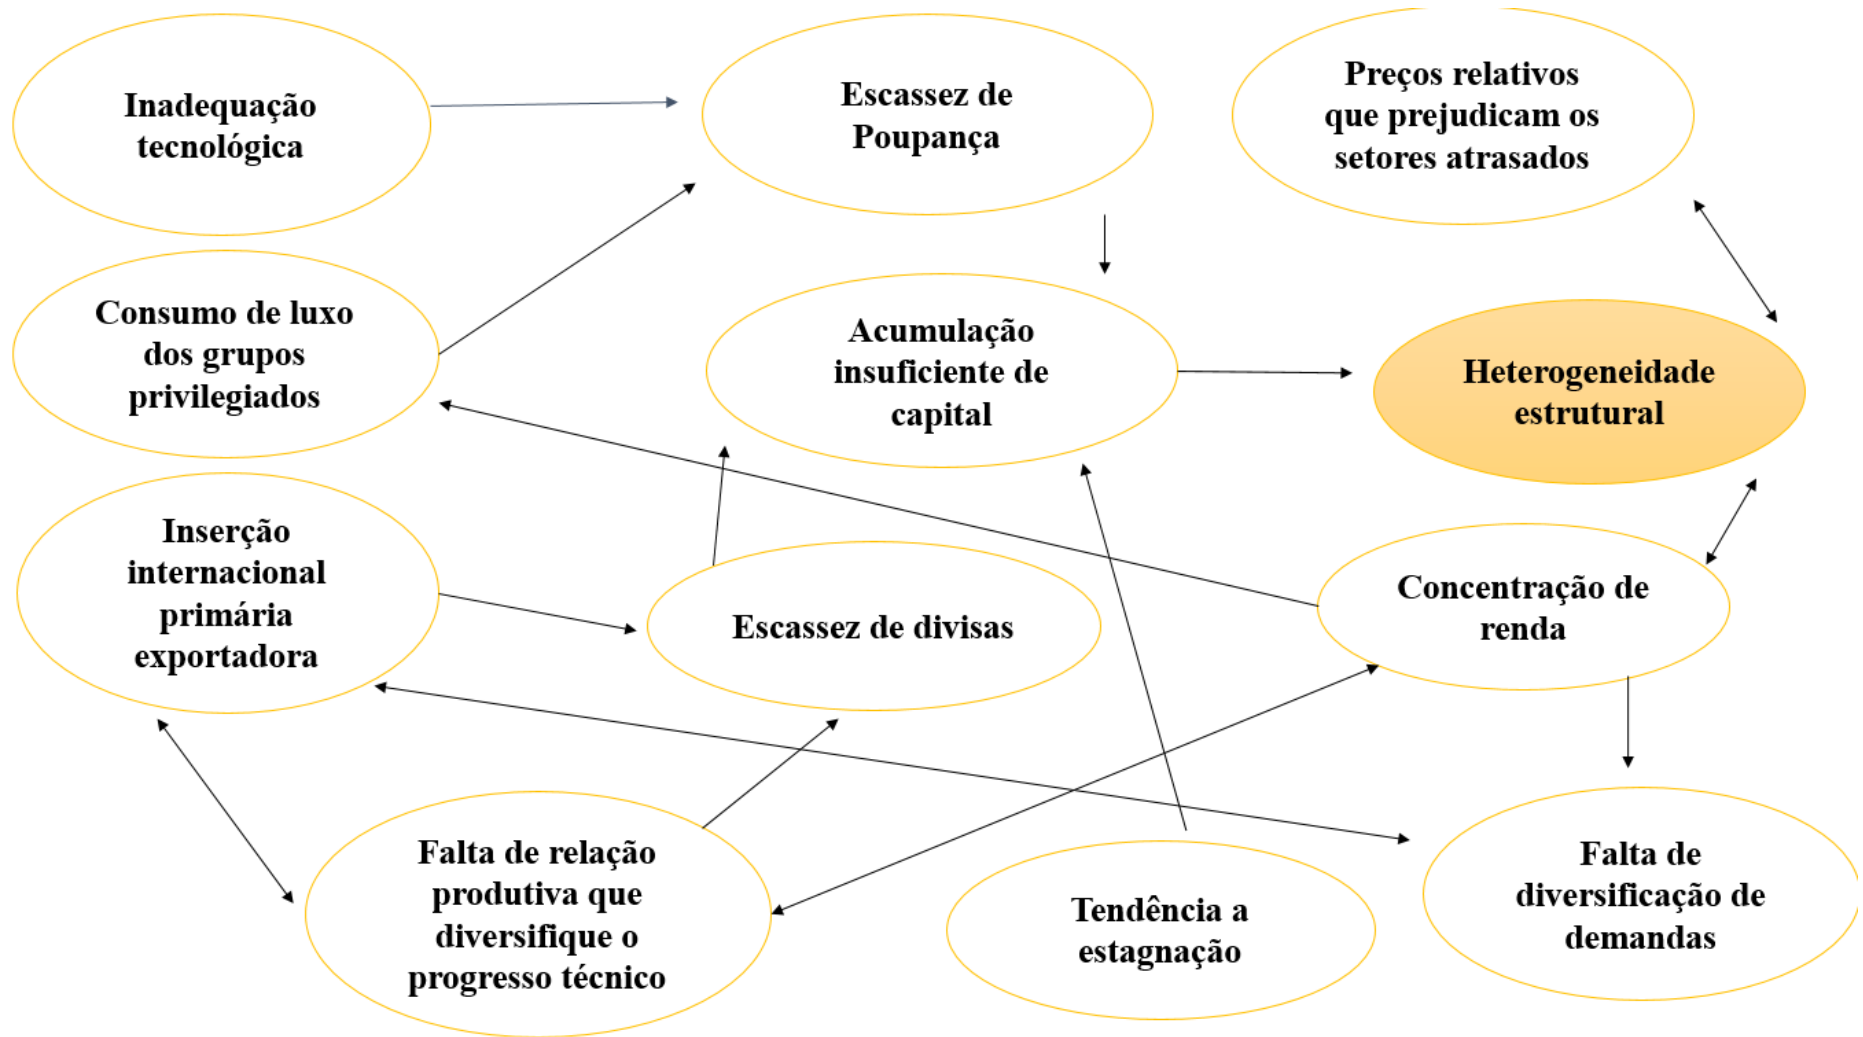 Inadequação
tecnológica
Escassez de
Poupança
Preços relativos
que prejudicam os
setores atrasados
Consumo de luxo
dos grupos
privilegiados
Acumulação
insuficiente de
capital
Heterogeneidade
estrutural
Inserção
internacional
primária
exportadora
Escassez de divisas
Concentração de
renda
Falta de relação
produtiva que
diversifique o
progresso técnico
Tendência a
estagnação
Falta de
diversificação de
demandas